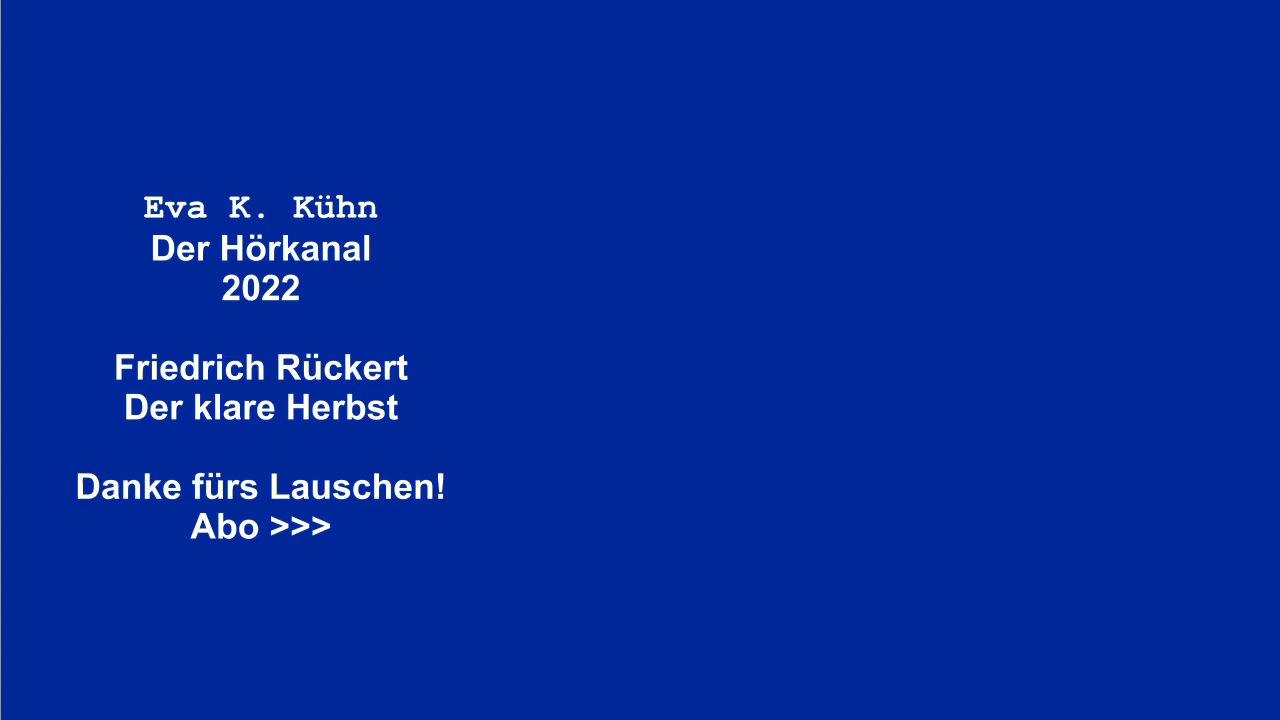 Eva K. Kühn
Der Hörkanal
2022
Friedrich Rückert
Der klare Herbst
Danke fürs Lauschen!
Abo >>>